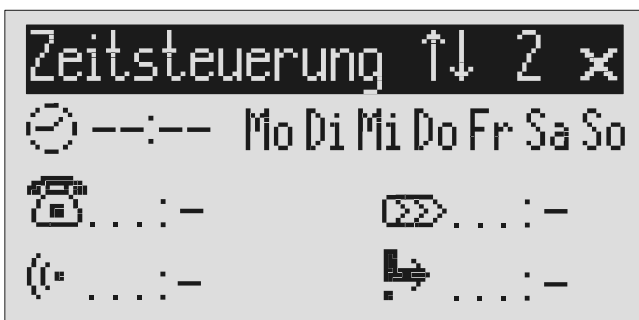 Zeitsteuerung ↑↓ 2 x
--:-- Mo Di Mi Do Fr Sa So
...:– ...:–
...:– ...:–